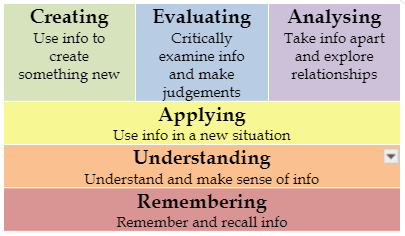 Creating
Use info to
create
something new
Evaluating
Critically
examine info
and make
judgements
Analysing
Take info apart
and explore
relationships
Applying
Use info in a new situation
Understanding
Understand and make sense of info
Remembering
Remember and recall info